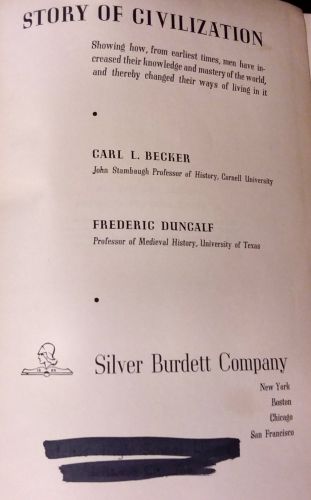 STORY OF CIVILIZATION
Showing how, from earliest times, men have in-
creased their knowledge and mastery of the world,
and thereby changed their ways of living in it
CARL L. BECKER
John Stambaugh Professor of History, Cornell University
FREDERIC DUNCALF
Professor of Medieval History, University of Texas
Silver Burdett Company
New York
Boston
Chicago
San Francisco